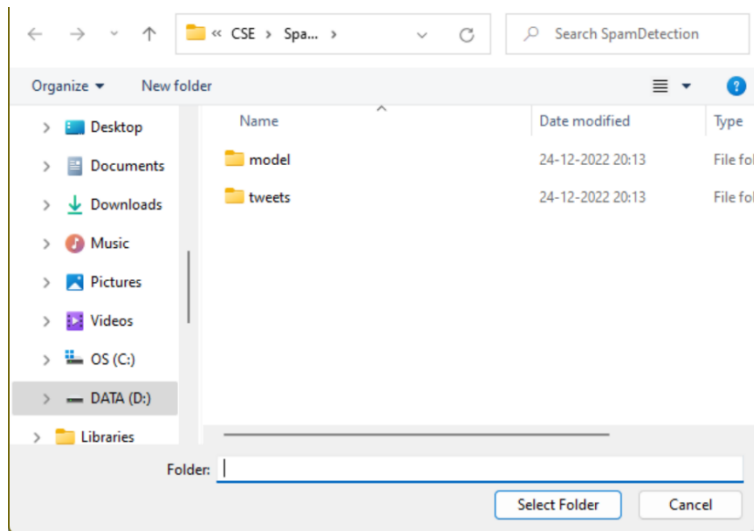 « CSE > Spa... >
Search SpamDetection
Organize
New folder
?
Name
Date modified
Type
Desktop
Documents
Downloads
Music
Pictures
Videos
OS (C:)
DATA (D:)
Libraries
model 24-12-2022 20:13 File fol
tweets 24-12-2022 20:13 File fol
Folder:
Select Folder
Cancel